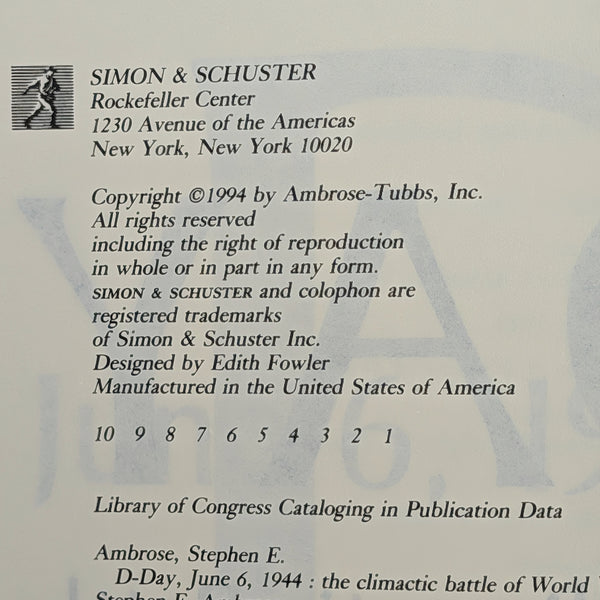 SIMON & SCHUSTER
Rockefeller Center
1230 Avenue of the Americas
New York, New York 10020
Copyright ©1994 by Ambrose-Tubbs, Inc.
All rights reserved
including the right of reproduction
in whole or in part in any form.
SIMON & SCHUSTER and colophon are
registered trademarks
of Simon & Schuster Inc.
Designed by Edith Fowler
Manufactured in the United States of America
10 9 8 7 6 5 4 3 2 1
Library of Congress Cataloging in Publication Data
Ambrose, Stephen E.
D-Day, June 6, 1944 : the climactic battle of World
Stephen E.